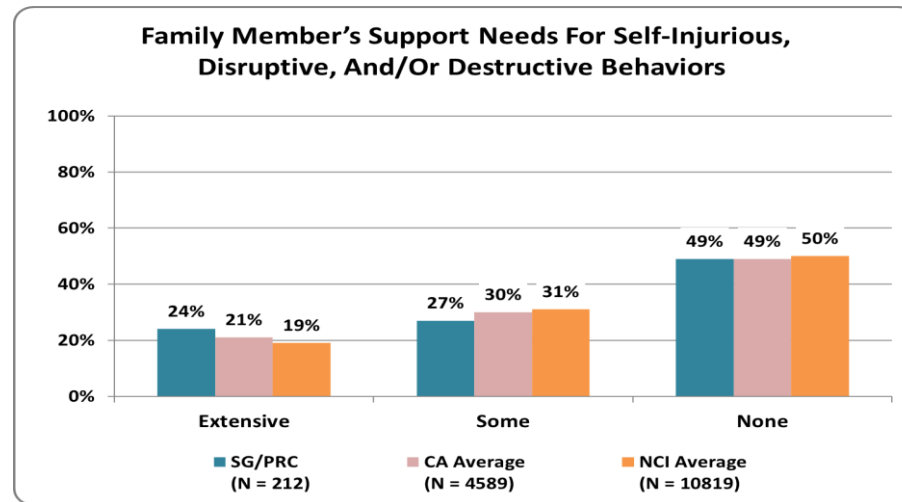 Family Member's Support Needs For Self-Injurious,
Disruptive, And/Or Destructive Behaviors
100%
80%
60%
40%
20%
0%
24%
21%
19%
27%
30%
31%
49%
49%
50%
Extensive
Some
None
SG/PRC
(N = 212)
CA Average
(N = 4589)
NCI Average
(N = 10819)